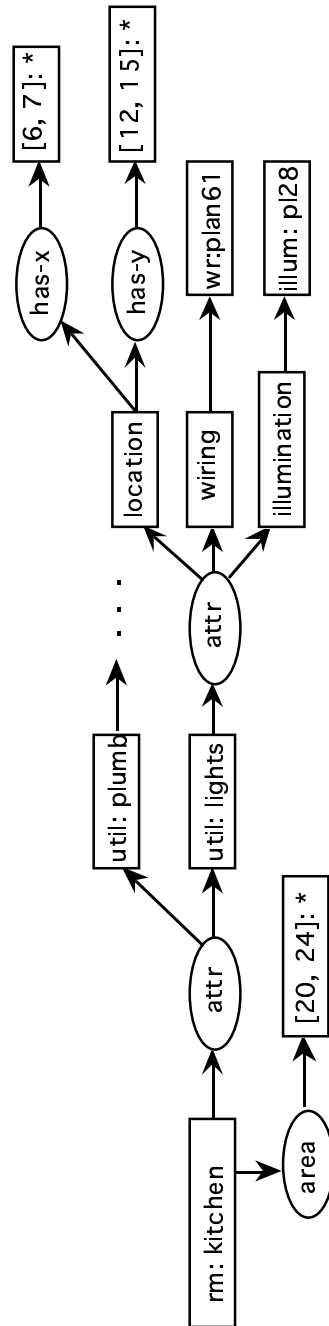 rm: kitchen
area
[20, 24]: *
attr
util: plumb
util: lights
. . .
attr
location
wiring
illumination
has-x
has-y
wr:plan61
illum: pl28
[6, 7]: *
[12, 15]: *